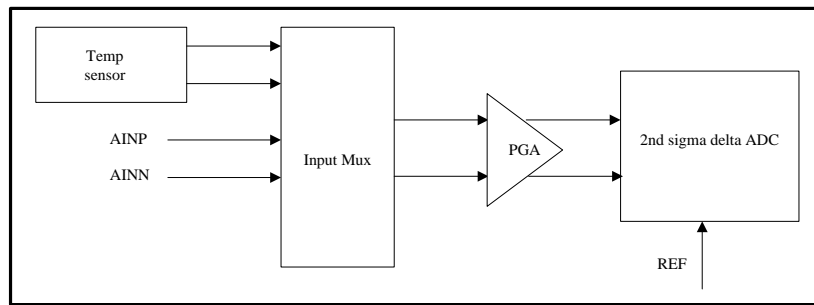 Temp
sensor
AINP
AINN
Input Mux
PGA
2nd sigma delta ADC
REF